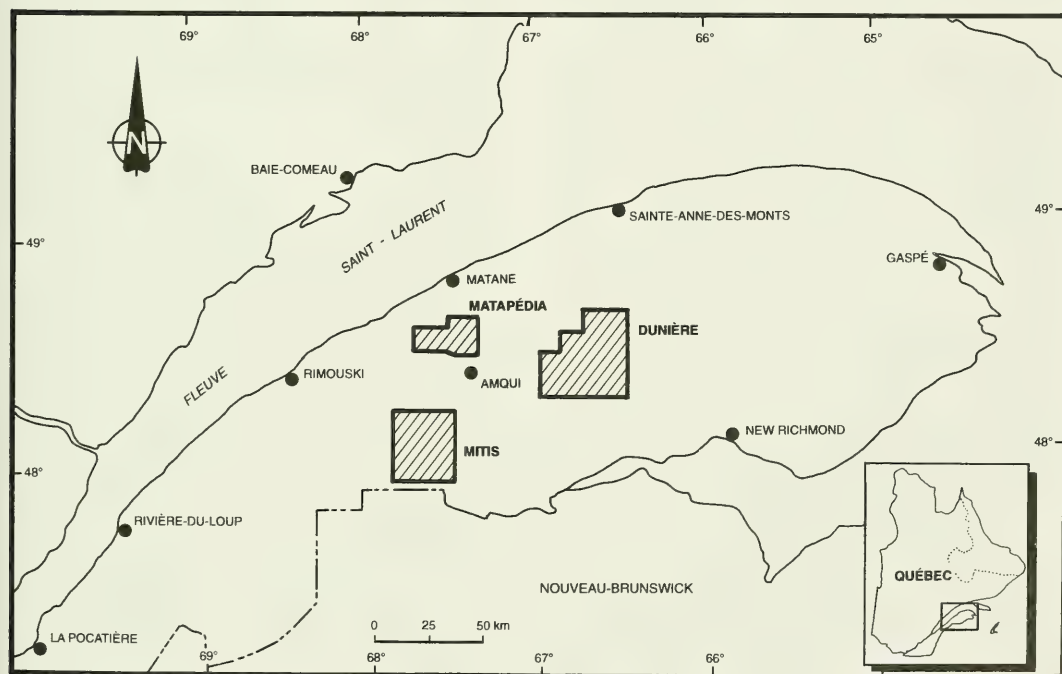 69°
68°
67°
66°
65°
N
BAIE-COMEAU
SAINT - LAURENT
SAINTE-ANNE-DES-MONTS
49°
49°
GASPÉ
MATANE
MATAPÉDIA
DUNIÈRE
FLEUVE
RIMOUSKI
AMQUI
NEW RICHMOND
48°
MITIS
48°
RIVIÈRE-DU-LOUP
QUÉBEC
NOUVEAU-BRUNSWICK
0 25 50 km
LA POCATIÈRE
69°
68°
67°
66°